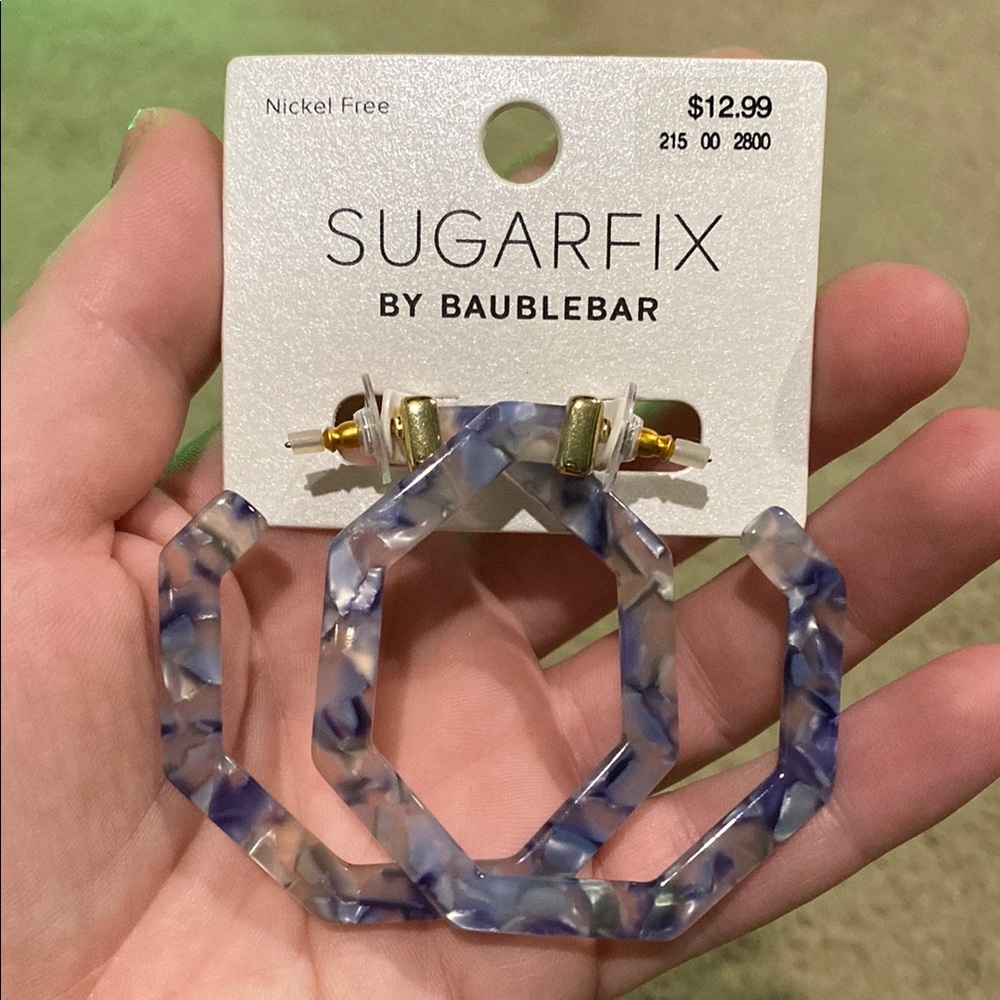 Nickel Free
$12.99
215 00 2800
SUGARFIX
BY BAUBLEBAR